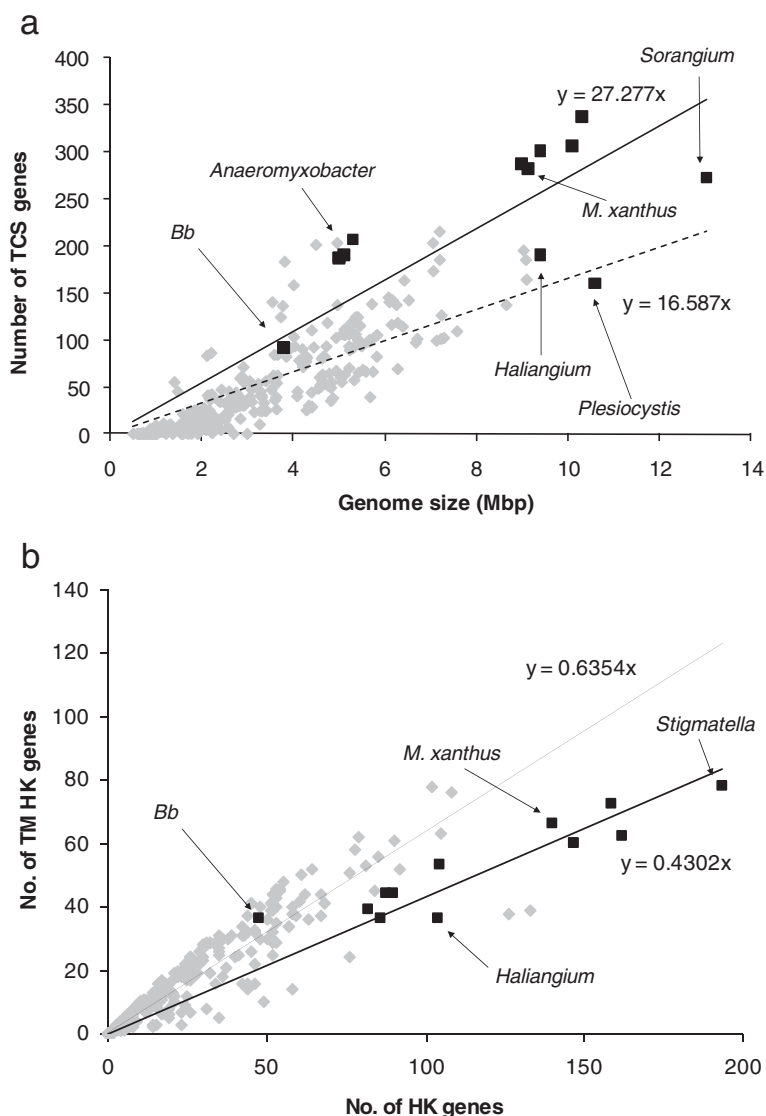 a
400
350
300
250
200
150
100
50
0
Number of TCS genes
Sorangium
y = 27.277x
Anaeromyxobacter
M. xanthus
Bb
y = 16.587x
Haliangium
Plesiocystis
0 2 4 6 8 10 12 14
Genome size (Mbp)
b
140
120
100
80
60
40
20
0
No. of TM HK genes
y = 0.6354x
Stigmatella
M. xanthus
Bb
y = 0.4302x
Haliangium
0 50 100 150 200
No. of HK genes